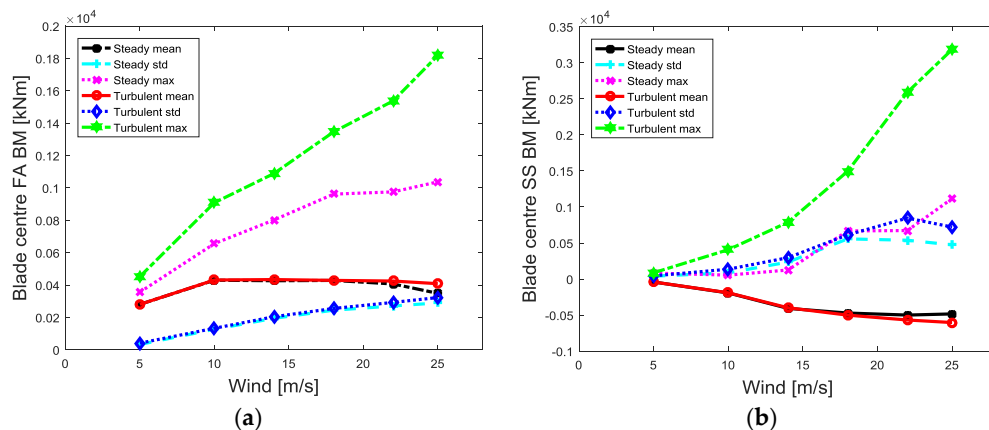 ×10⁴
0.2
0.18
0.16
0.14
0.12
0.1
0.08
0.06
0.04
0.02
0
Blade centre FA BM [kNm]
Steady mean
Steady std
Steady max
Turbulent mean
Turbulent std
Turbulent max
0 5 10 15 20 25
Wind [m/s]
(a)
×10⁴
0.35
0.3
0.25
0.2
0.15
0.1
0.05
0
-0.05
-0.1
Blade centre SS BM [kNm]
Steady mean
Steady std
Steady max
Turbulent mean
Turbulent std
Turbulent max
0 5 10 15 20 25
Wind [m/s]
(b)